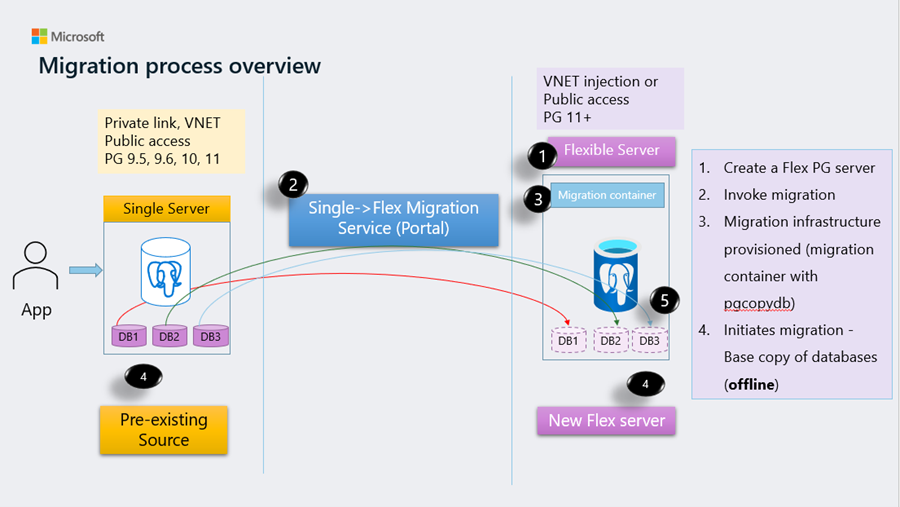 Microsoft
Migration process overview
Private link, VNET
Public access
PG 9.5, 9.6, 10, 11
VNET injection or
Public access
PG 11+
1
Flexible Server
2
Single->Flex Migration
Service (Portal)
3
Migration container
Single Server
App
DB1
DB2
DB3
5
DB1
DB2
DB3
4
Pre-existing
Source
4
New Flex server
1. Create a Flex PG server
2. Invoke migration
3. Migration infrastructure
provisioned (migration
container with
pgcopydb)
4. Initiates migration -
Base copy of databases
(offline)